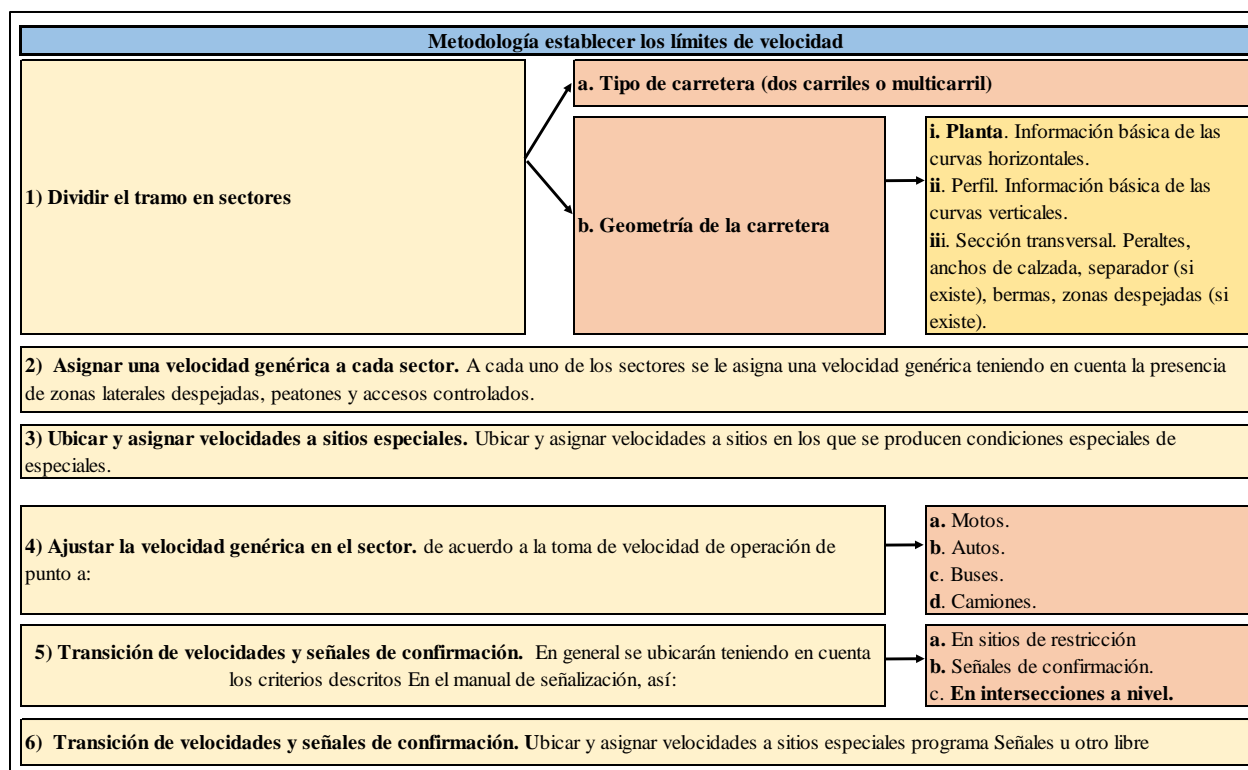 Metodología establecer los límites de velocidad
1) Dividir el tramo en sectores
a. Tipo de carretera (dos carriles o multicarril)
b. Geometría de la carretera
i. Planta. Información básica de las
curvas horizontales.
ii. Perfil. Información básica de las
curvas verticales.
iii. Sección transversal. Peraltes,
anchos de calzada, separador (si
existe), bermas, zonas despejadas (si
existe).
2) Asignar una velocidad genérica a cada sector. A cada uno de los sectores se le asigna una velocidad genérica teniendo en cuenta la presencia
de zonas laterales despejadas, peatones y accesos controlados.
3) Ubicar y asignar velocidades a sitios especiales. Ubicar y asignar velocidades a sitios en los que se producen condiciones especiales de
especiales.
4) Ajustar la velocidad genérica en el sector. de acuerdo a la toma de velocidad de operación de
punto a:
a. Motos.
b. Autos.
c. Buses.
d. Camiones.
5) Transición de velocidades y señales de confirmación. En general se ubicarán teniendo en cuenta
los criterios descritos En el manual de señalización, así:
a. En sitios de restricción
b. Señales de confirmación.
c. En intersecciones a nivel.
6) Transición de velocidades y señales de confirmación. Ubicar y asignar velocidades a sitios especiales programa Señales u otro libre